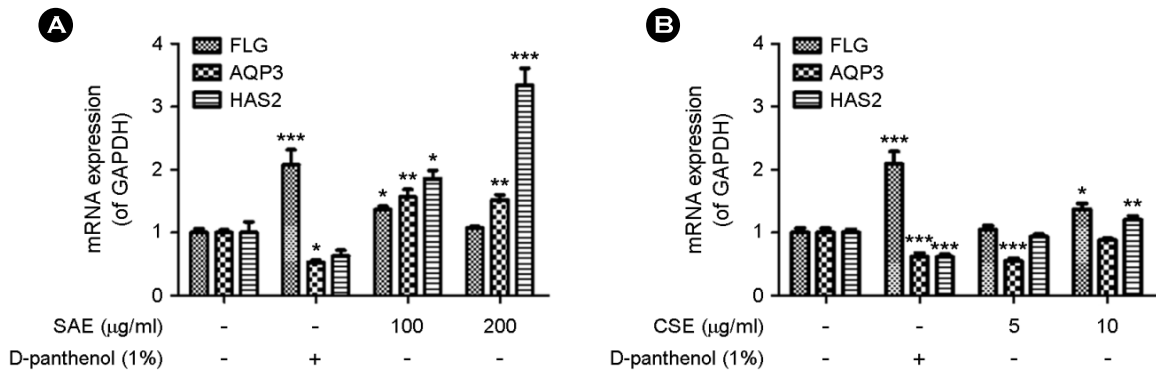 A
mRNA expression
(of GAPDH)
4
3
2
1
0
FLG
AQP3
HAS2
***
*
*
**
*
**
***
SAE (μg/ml) - - 100 200
D-panthenol (1%) - + - -
B
mRNA expression
(of GAPDH)
4
3
2
1
0
FLG
AQP3
HAS2
***
***
***
***
*
**
CSE (μg/ml) - - 5 10
D-panthenol (1%) - + - -